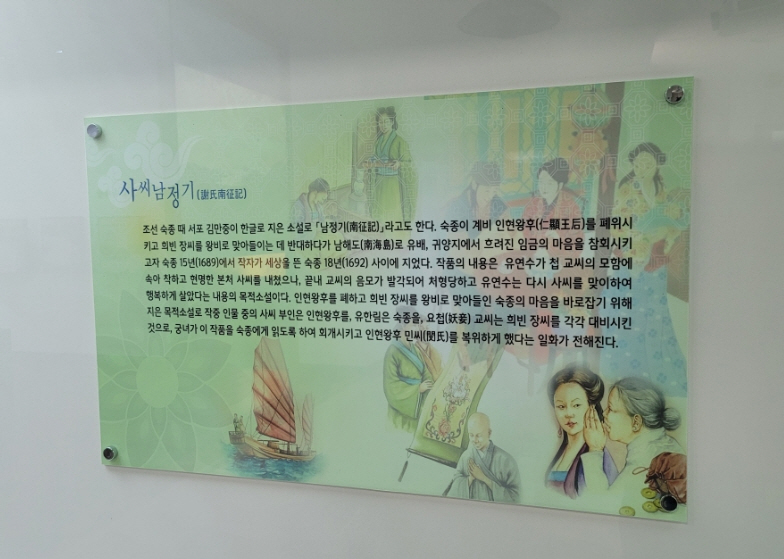 사씨남정기(謝氏南征記)
조선 숙종 때 서포 김만중이 한글로 지은 소설로 「남정기(南征記)」라고도 한다. 숙종이 계비 인현왕후(仁顯王后)를 폐위시
키고 희빈 장씨를 왕비로 맞아들이는 데 반대하다가 남해도(南海島)로 유배, 귀양지에서 흐려진 임금의 마음을 참회시키
고자 숙종 15년(1689)에서 작자가 세상을 뜬 숙종 18년(1692) 사이에 지었다. 작품의 내용은 유연수가 첩 교씨의 모함에
속아 착하고 현명한 본처 사씨를 내쳤으나, 끝내 교씨의 음모가 발각되어 처형당하고 유연수는 다시 사씨를 맞이하여
행복하게 살았다는 내용의 목적소설이다. 인현왕후를 폐하고 희빈 장씨를 왕비로 맞아들인 숙종의 마음을 바로잡기 위해
지은 목적소설로 작중 인물 중의 사씨 부인은 인현왕후를, 유한림은 숙종을, 요첩(妖妾) 교씨는 희빈 장씨를 각각 대비시킨
것으로, 궁녀가 이 작품을 숙종에게 읽도록 하여 회개시키고 인현왕후 민씨(閔氏)를 복위하게 했다는 일화가 전해진다.